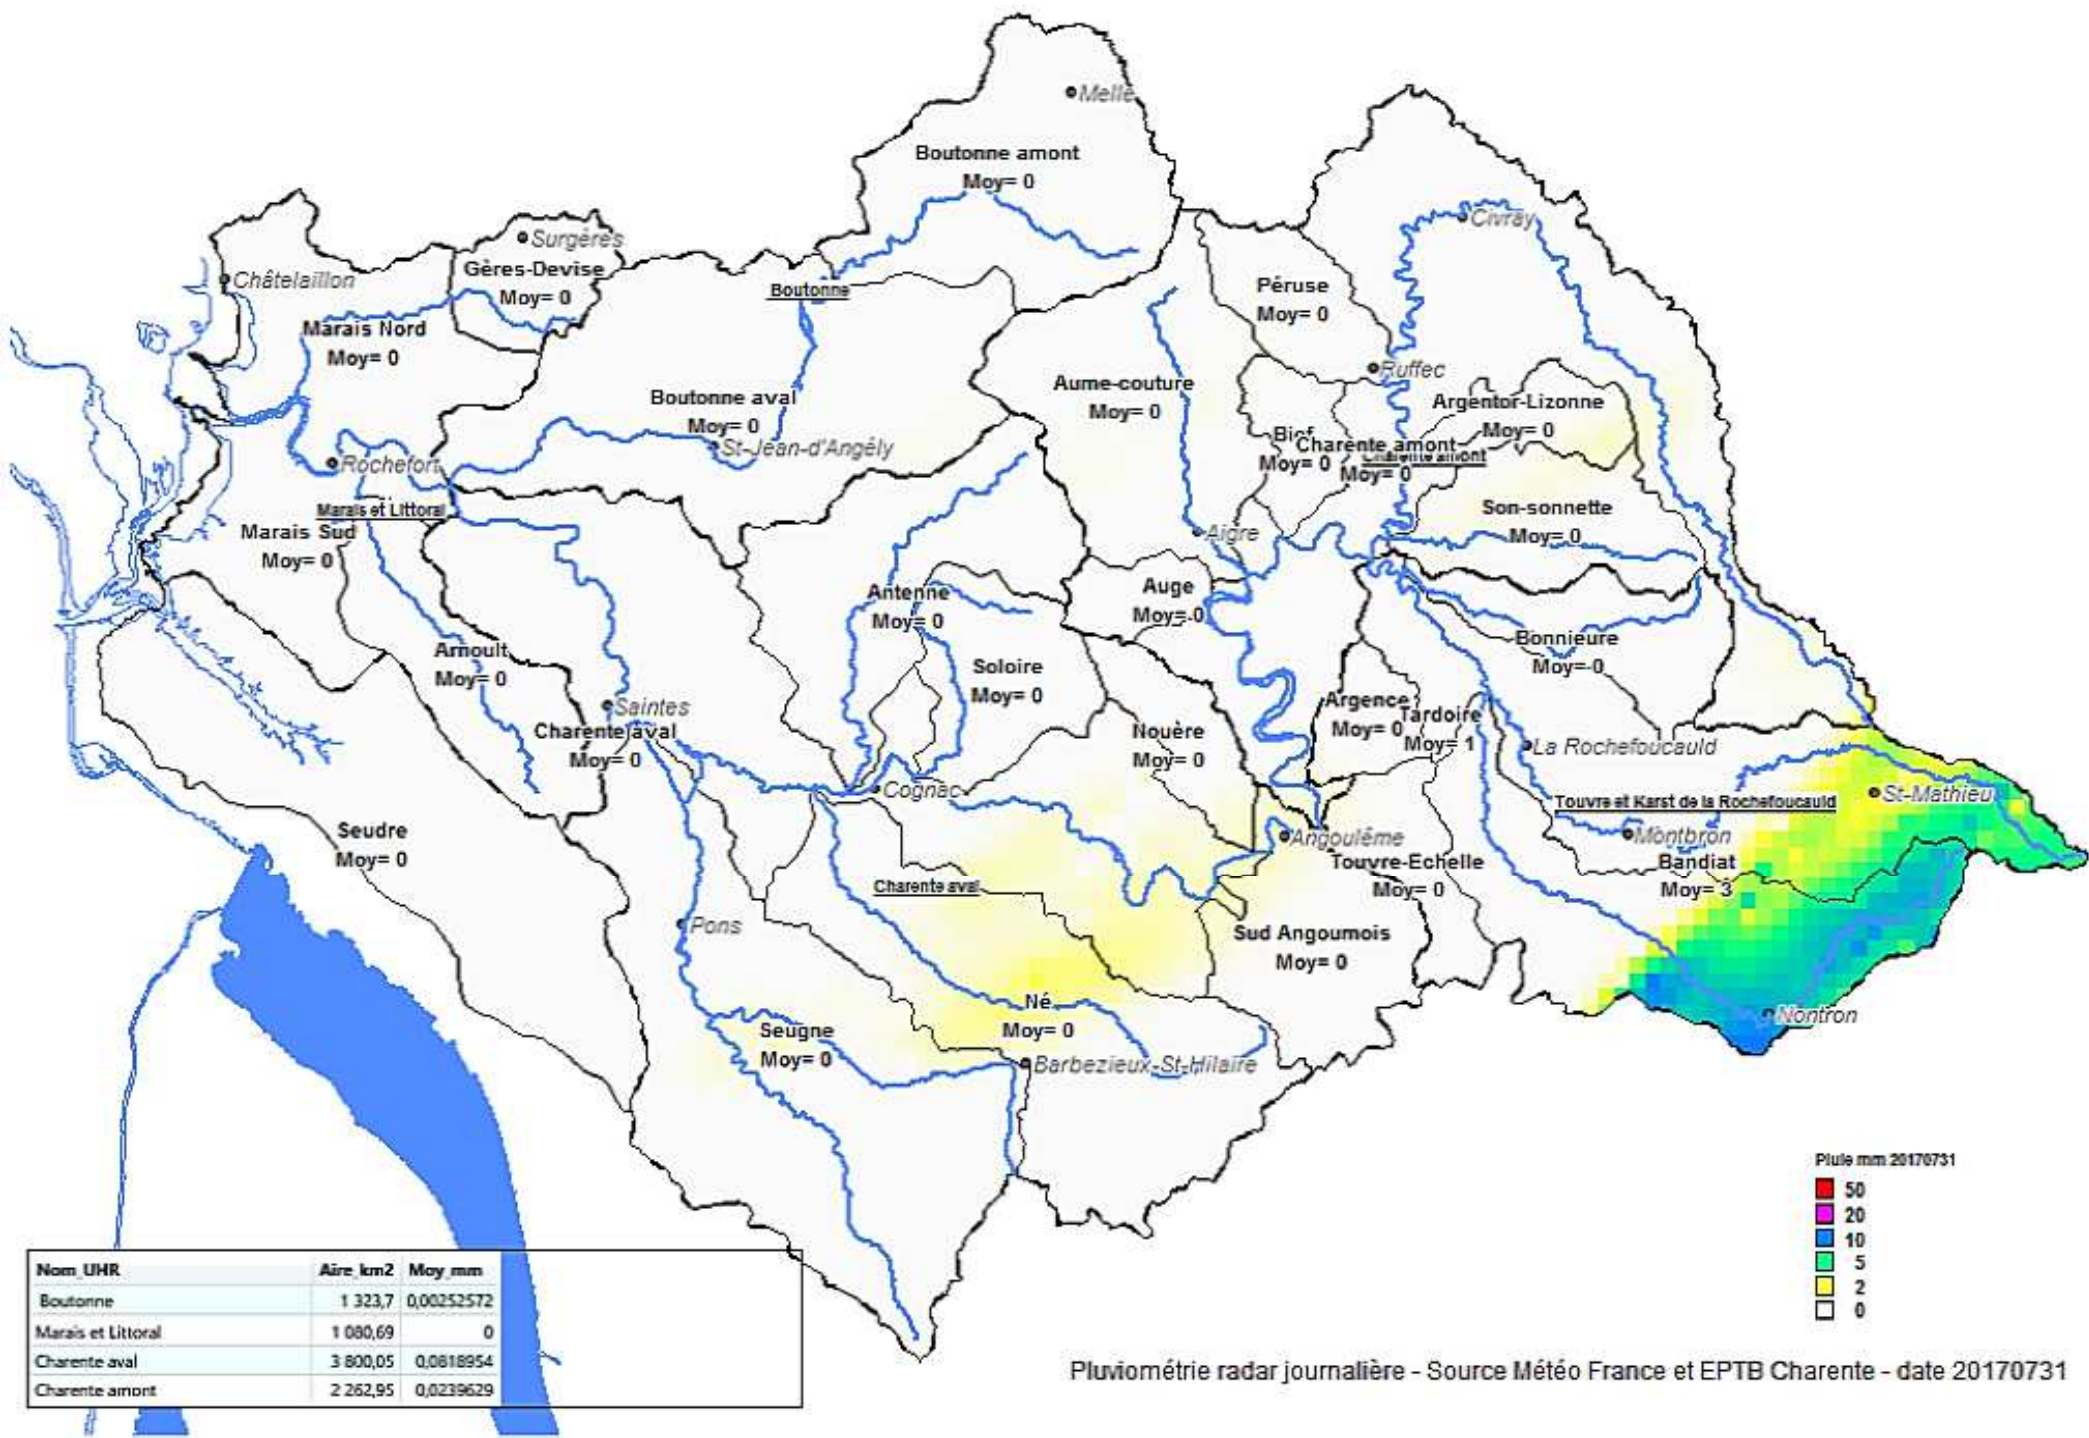 Melle
Boutonne amont
Moy= 0
Civray
Surgères
Gères-Devise
Moy= 0
Châtelaillon
Boutonne
Péruse
Moy= 0
Marais Nord
Moy= 0
Ruffec
Aume-couture
Moy= 0
Boutonne aval
Moy= 0
Argentor-Lizonne
Moy= 0
St-Jean-d'Angély
Bief
Moy= 0
Charente amont
Charente amont
Moy= 0
Rochefort
Marais et Littoral
Marais Sud
Moy= 0
Son-sonnette
Moy= 0
Aigre
Antenne
Moy= 0
Auge
Moy= 0
Bonnieure
Moy= 0
Arnoult
Moy= 0
Soloire
Moy= 0
Saintes
Charente aval
Moy= 0
Nouère
Moy= 0
Argence
Moy= 0
Tardoire
Moy= 1
La Rochefoucauld
Cognac
St-Mathieu
Touvre et Karst de la Rochefoucauld
Seudre
Moy= 0
Angoulême
Montbron
Touvre-Echelle
Moy= 0
Bandiat
Moy= 3
Charente aval
Pons
Sud Angoumois
Moy= 0
Né
Moy= 0
Nontron
Seugne
Moy= 0
Barbezieux-St-Hilaire
Pluie mm 20170731
50
20
10
5
2
0
Nom_UHR Aire_km2 Moy_mm
Boutonne 1 323,7 0,00252572
Marais et Littoral 1 080,69 0
Charente aval 3 800,05 0,0818954
Charente amont 2 262,95 0,0239629
Pluviométrie radar journalière - Source Météo France et EPTB Charente - date 20170731